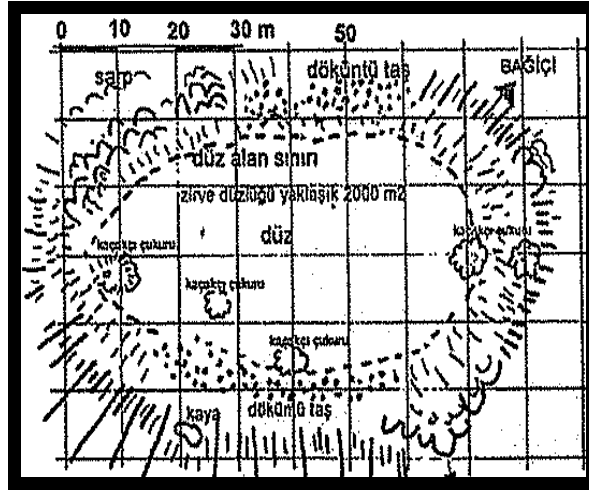 0 10 20 30 m 50
sarp
döküntü taş
BAĞIÇI
düz alan sınırı
zirve düzlüğü yaklaşık 2000 m2
düz
kaçakçı çukuru
kaçakçı çukuru
kaçakçı çukuru
kaçakçı çukuru
döküntü taş
kaya